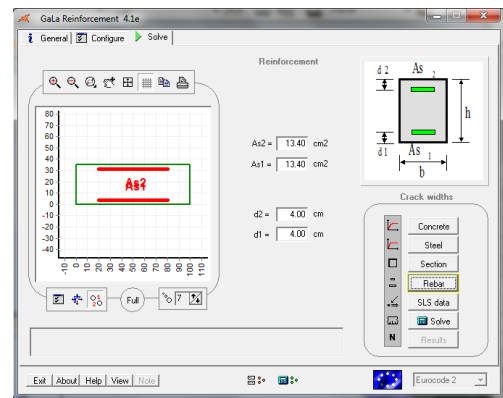 GaLa Reinforcement 4.1e
General Configure Solve
Reinforcement
As2 = 13.40 cm2
As1 = 13.40 cm2
d2 = 4.00 cm
d1 = 4.00 cm
80
70
60
50
40
30
20
10
0
-10
-20
-30
-40
As2
As1
-10 0 10 20 30 40 50 60 70 80 90 100 110
Full 7
d 2 As 2
h
d 1 As 1
b
Crack widths
Concrete
Steel
Section
Rebar
SLS data
Solve
N Results
Exit About Help View Note
Eurocode 2